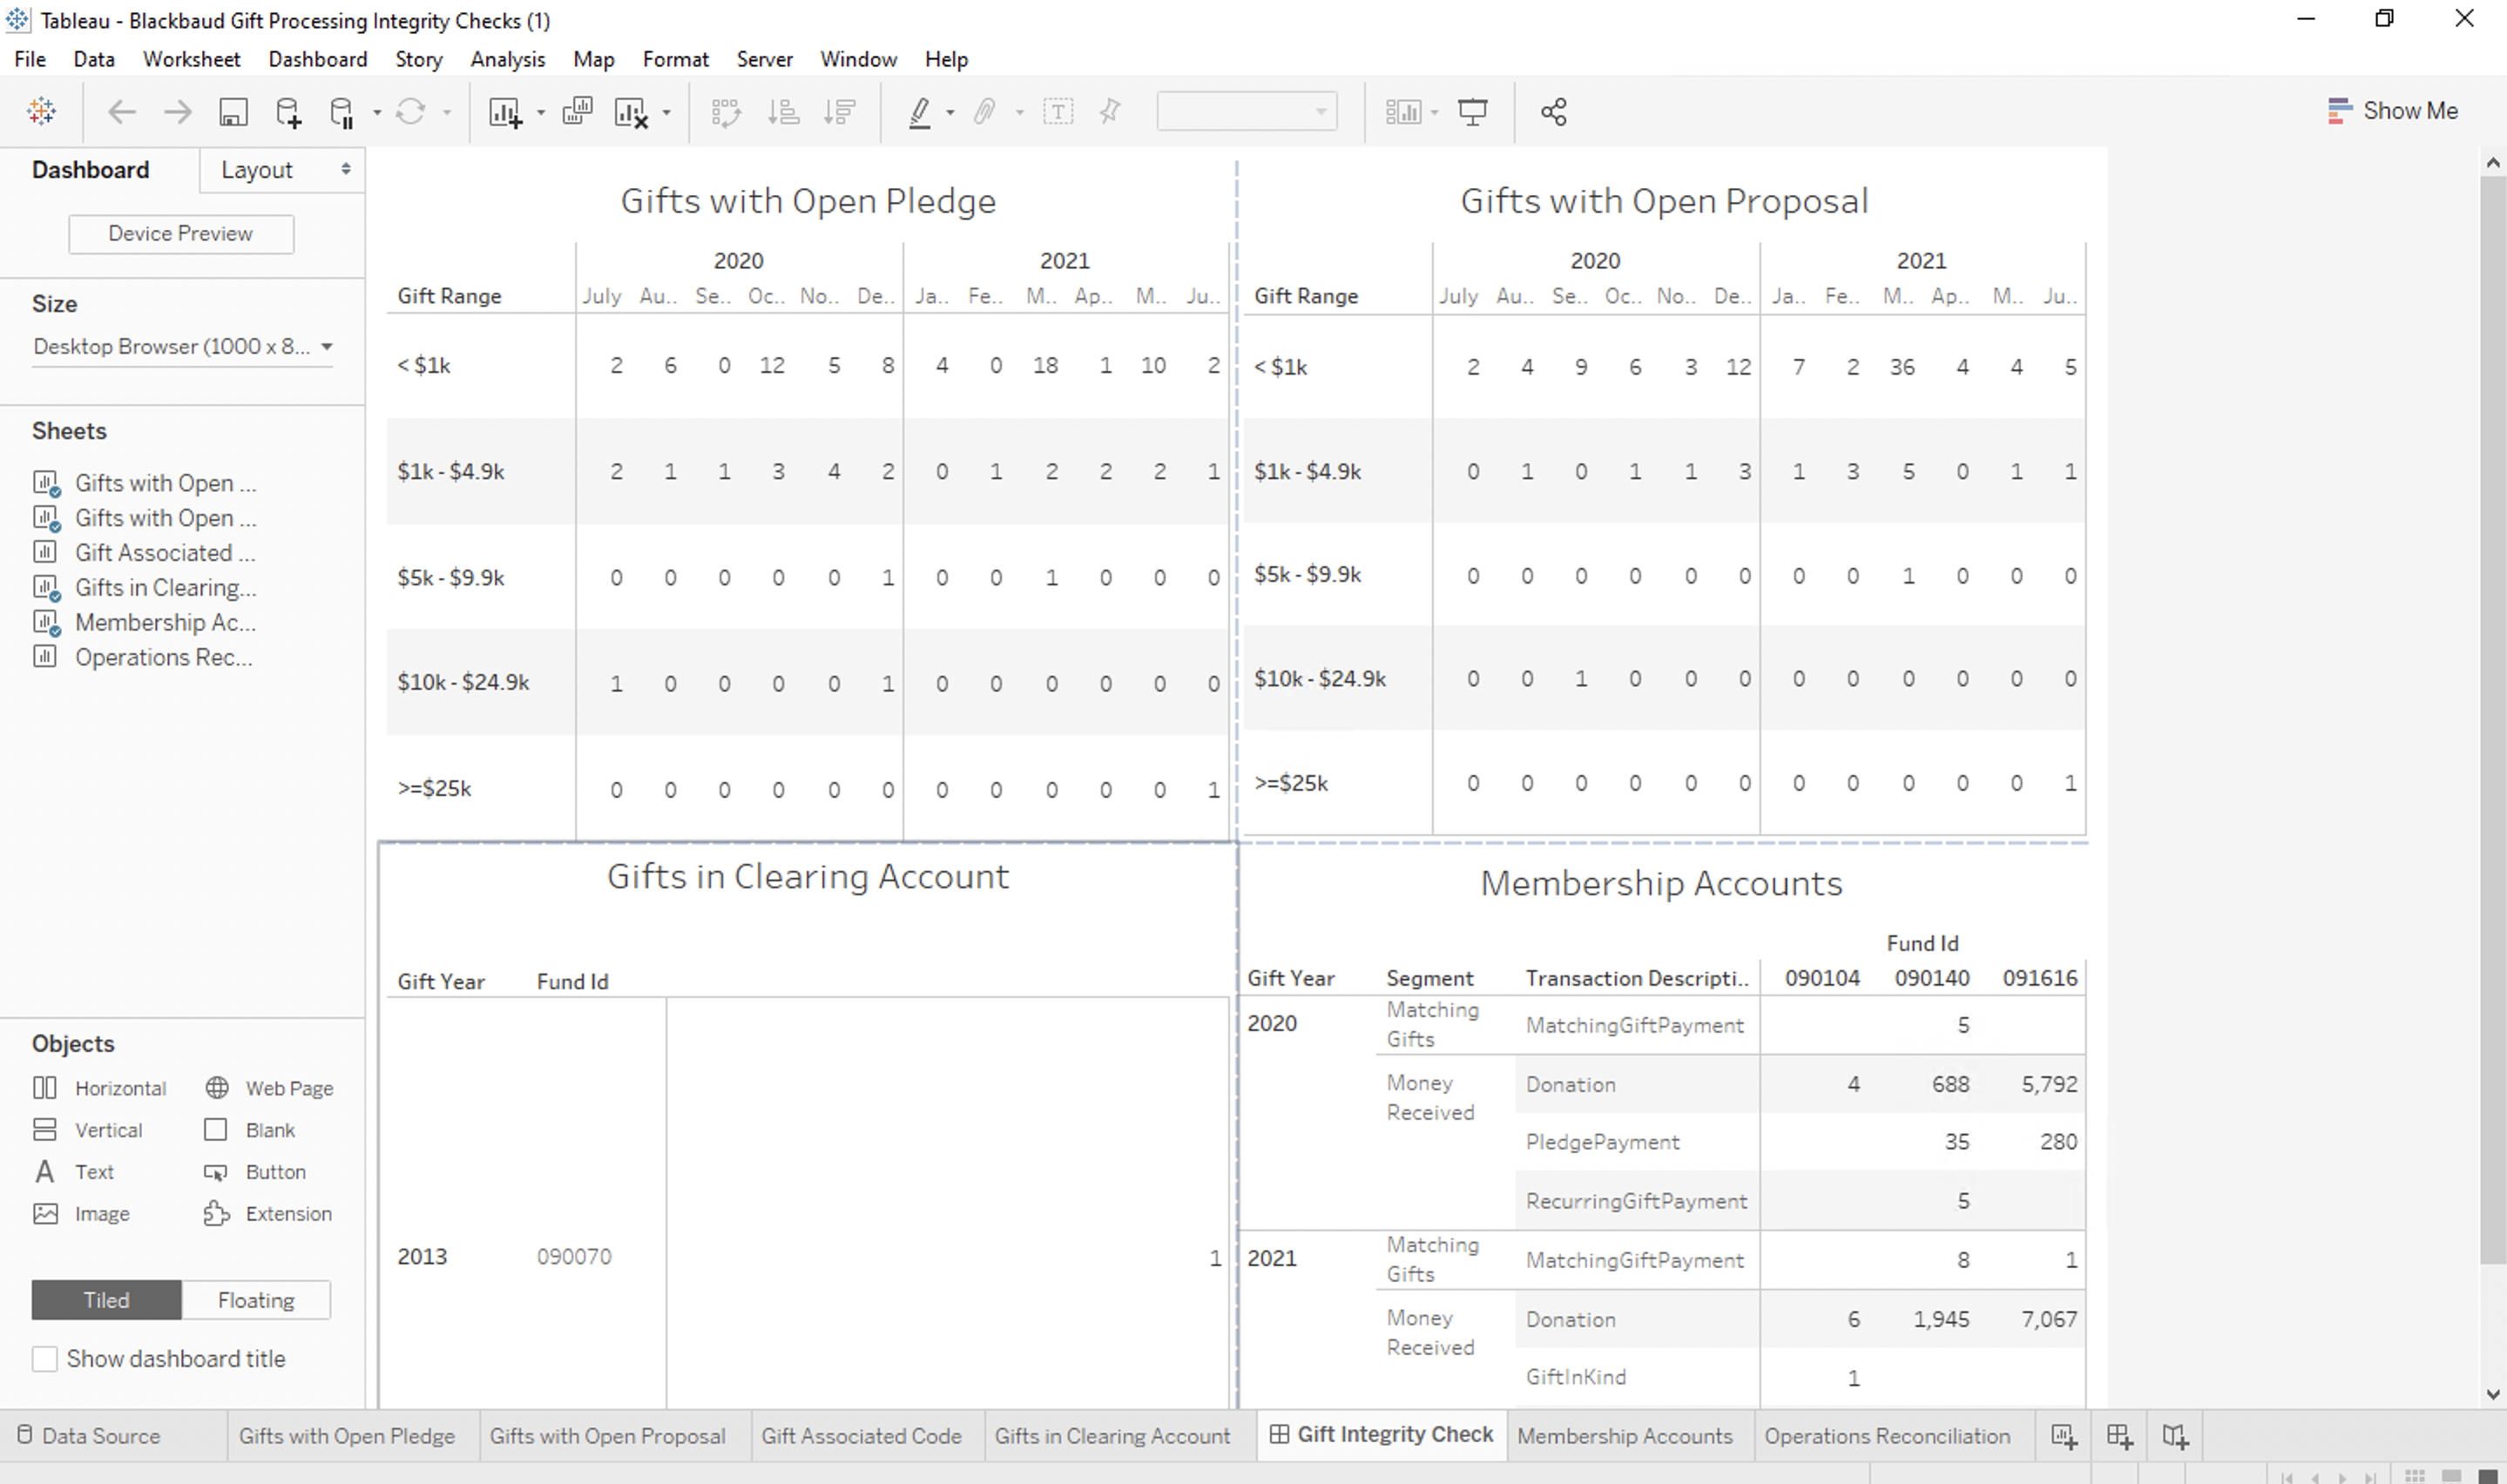 Tableau - Blackbaud Gift Processing Integrity Checks (1)
File Data Worksheet Dashboard Story Analysis Map Format Server Window Help
Show Me
Dashboard Layout
Device Preview
Size
Desktop Browser (1000 x 8...
Sheets
Gifts with Open ...
Gifts with Open ...
Gift Associated ...
Gifts in Clearing...
Membership Ac...
Operations Rec...
Objects
Horizontal Web Page
Vertical Blank
Text Button
Image Extension
Tiled Floating
Show dashboard title
Gifts with Open Pledge
2020 2021
Gift Range July Au.. Se.. Oc.. No.. De.. Ja.. Fe.. M.. Ap.. M.. Ju..
< $1k 2 6 0 12 5 8 4 0 18 1 10 2
$1k - $4.9k 2 1 1 3 4 2 0 1 2 2 2 1
$5k - $9.9k 0 0 0 0 0 1 0 0 1 0 0 0
$10k - $24.9k 1 0 0 0 0 1 0 0 0 0 0 0
>=$25k 0 0 0 0 0 0 0 0 0 0 0 1
Gifts with Open Proposal
2020 2021
Gift Range July Au.. Se.. Oc.. No.. De.. Ja.. Fe.. M.. Ap.. M.. Ju..
< $1k 2 4 9 6 3 12 7 2 36 4 4 5
$1k - $4.9k 0 1 0 1 1 3 1 3 5 0 1 1
$5k - $9.9k 0 0 0 0 0 0 0 0 1 0 0 0
$10k - $24.9k 0 0 1 0 0 0 0 0 0 0 0 0
>=$25k 0 0 0 0 0 0 0 0 0 0 0 1
Gifts in Clearing Account
Gift Year Fund Id
2013 090070 1
Membership Accounts
Fund Id
Gift Year Segment Transaction Descripti.. 090104 090140 091616
2020 Matching Gifts MatchingGiftPayment 5
Money Received Donation 4 688 5,792
PledgePayment 35 280
RecurringGiftPayment 5
2021 Matching Gifts MatchingGiftPayment 8 1
Money Received Donation 6 1,945 7,067
GiftInKind 1
Data Source Gifts with Open Pledge Gifts with Open Proposal Gift Associated Code Gifts in Clearing Account Gift Integrity Check Membership Accounts Operations Reconciliation